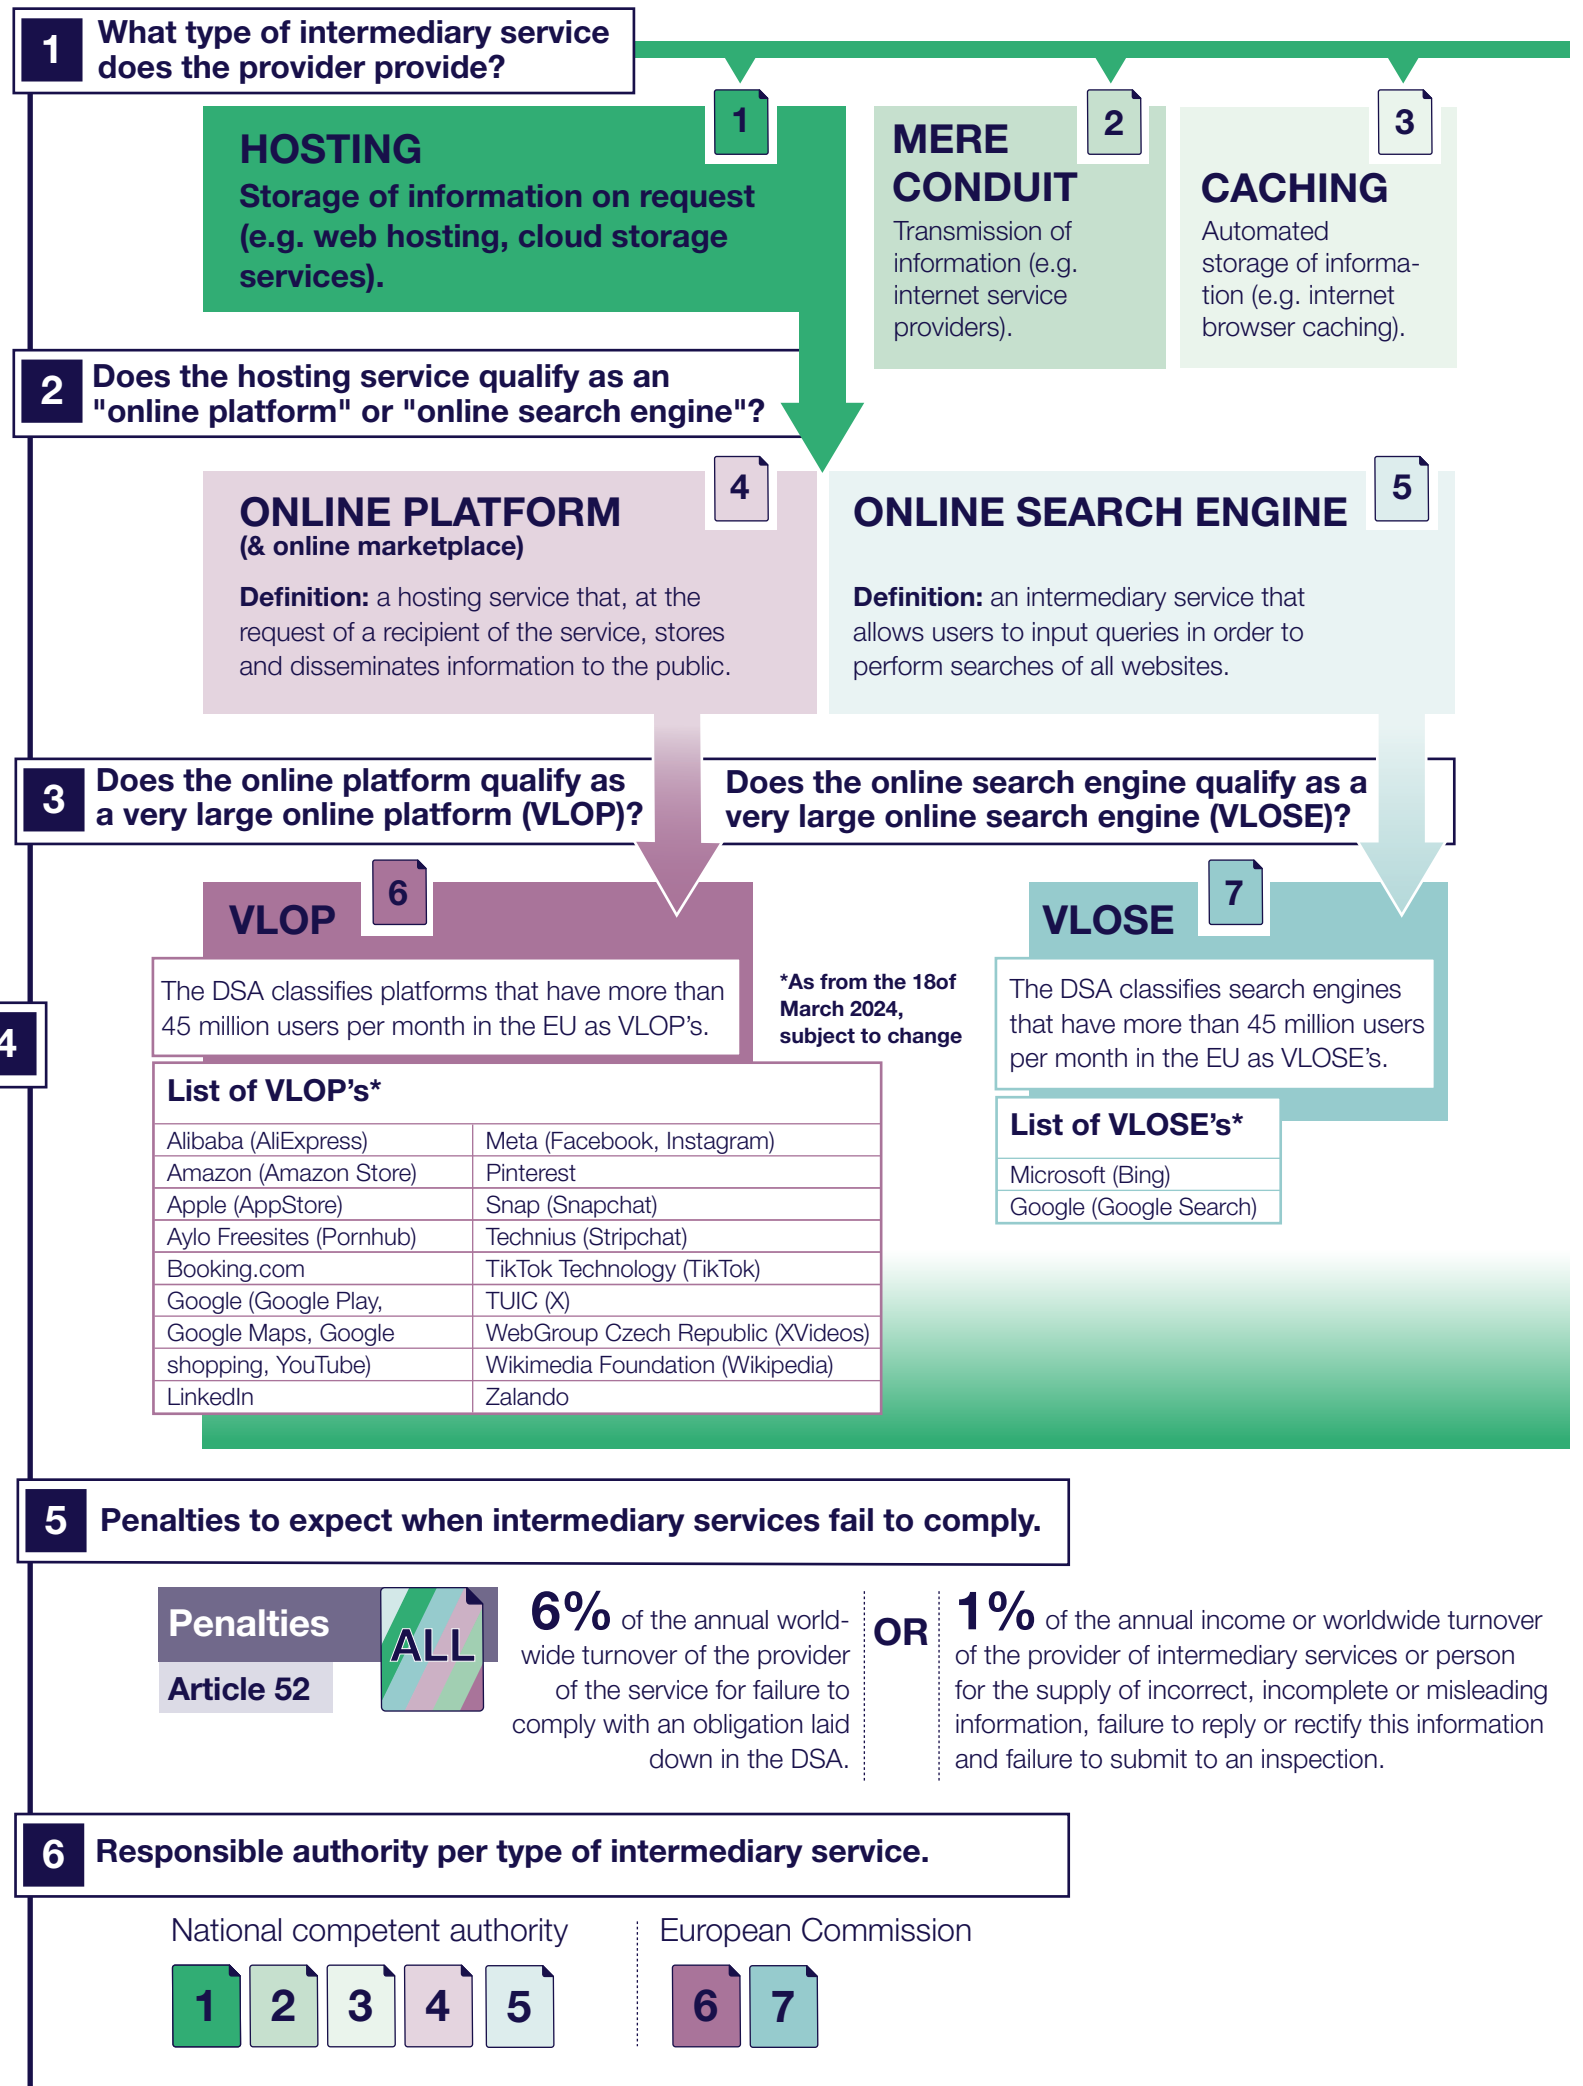 1
What type of intermediary service
does the provider provide?
1
HOSTING
Storage of information on request
(e.g. web hosting, cloud storage
services).
2
MERE
CONDUIT
Transmission of
information (e.g.
internet service
providers).
3
CACHING
Automated
storage of informa-
tion (e.g. internet
browser caching).
2
Does the hosting service qualify as an
"online platform" or "online search engine"?
4
ONLINE PLATFORM
(& online marketplace)
Definition: a hosting service that, at the
request of a recipient of the service, stores
and disseminates information to the public.
5
ONLINE SEARCH ENGINE
Definition: an intermediary service that
allows users to input queries in order to
perform searches of all websites.
3
Does the online platform qualify as
a very large online platform (VLOP)?
Does the online search engine qualify as a
very large online search engine (VLOSE)?
6
VLOP
The DSA classifies platforms that have more than
45 million users per month in the EU as VLOP's.
*As from the 18of
March 2024,
subject to change
7
VLOSE
The DSA classifies search engines
that have more than 45 million users
per month in the EU as VLOSE's.
4
List of VLOP's*
Alibaba (AliExpress)
Amazon (Amazon Store)
Apple (AppStore)
Aylo Freesites (Pornhub)
Booking.com
Google (Google Play,
Google Maps, Google
shopping, YouTube)
LinkedIn
Meta (Facebook, Instagram)
Pinterest
Snap (Snapchat)
Technius (Stripchat)
TikTok Technology (TikTok)
TUIC (X)
WebGroup Czech Republic (XVideos)
Wikimedia Foundation (Wikipedia)
Zalando
List of VLOSE's*
Microsoft (Bing)
Google (Google Search)
5
Penalties to expect when intermediary services fail to comply.
Penalties
Article 52
ALL
6% of the annual world-
wide turnover of the provider
of the service for failure to
comply with an obligation laid
down in the DSA.
OR
1% of the annual income or worldwide turnover
of the provider of intermediary services or person
for the supply of incorrect, incomplete or misleading
information, failure to reply or rectify this information
and failure to submit to an inspection.
6
Responsible authority per type of intermediary service.
National competent authority
1 2 3 4 5
European Commission
6 7